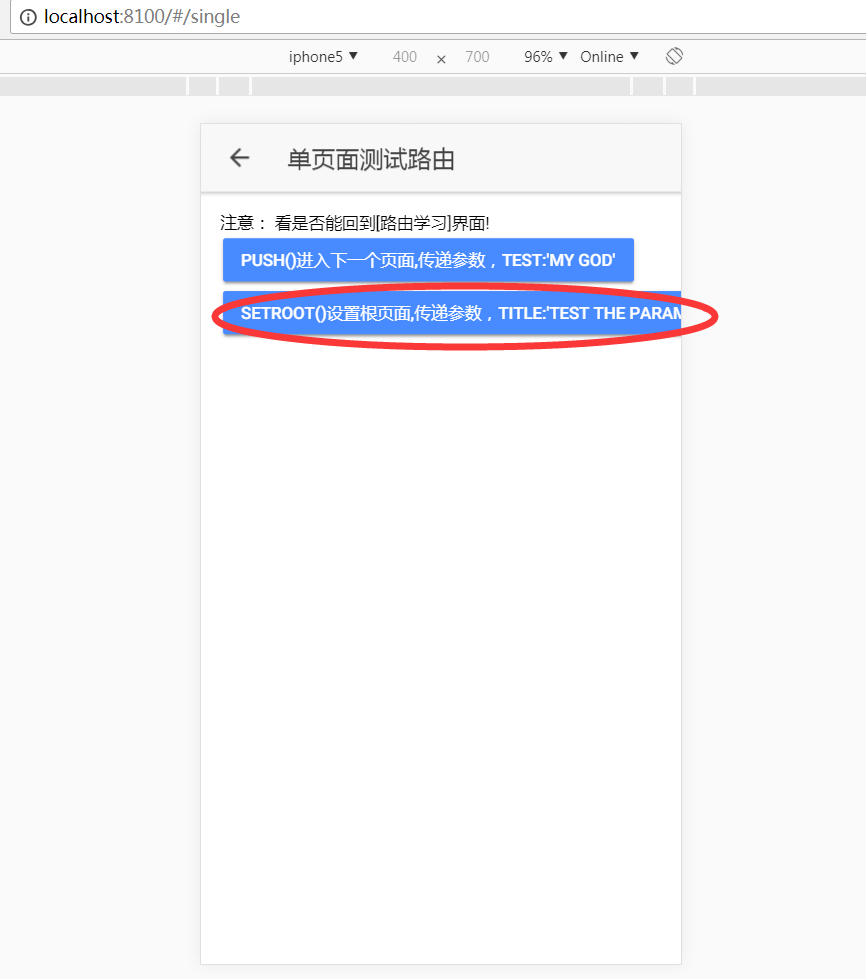 localhost:8100/#/single
iphone5 ▼ 400 × 700 96% ▼ Online ▼
单页面测试路由
注意： 看是否能回到[路由学习]界面!
PUSH()进入下一个页面,传递参数，TEST:'MY GOD'
SETROOT()设置根页面,传递参数，TITLE:'TEST THE PARAM